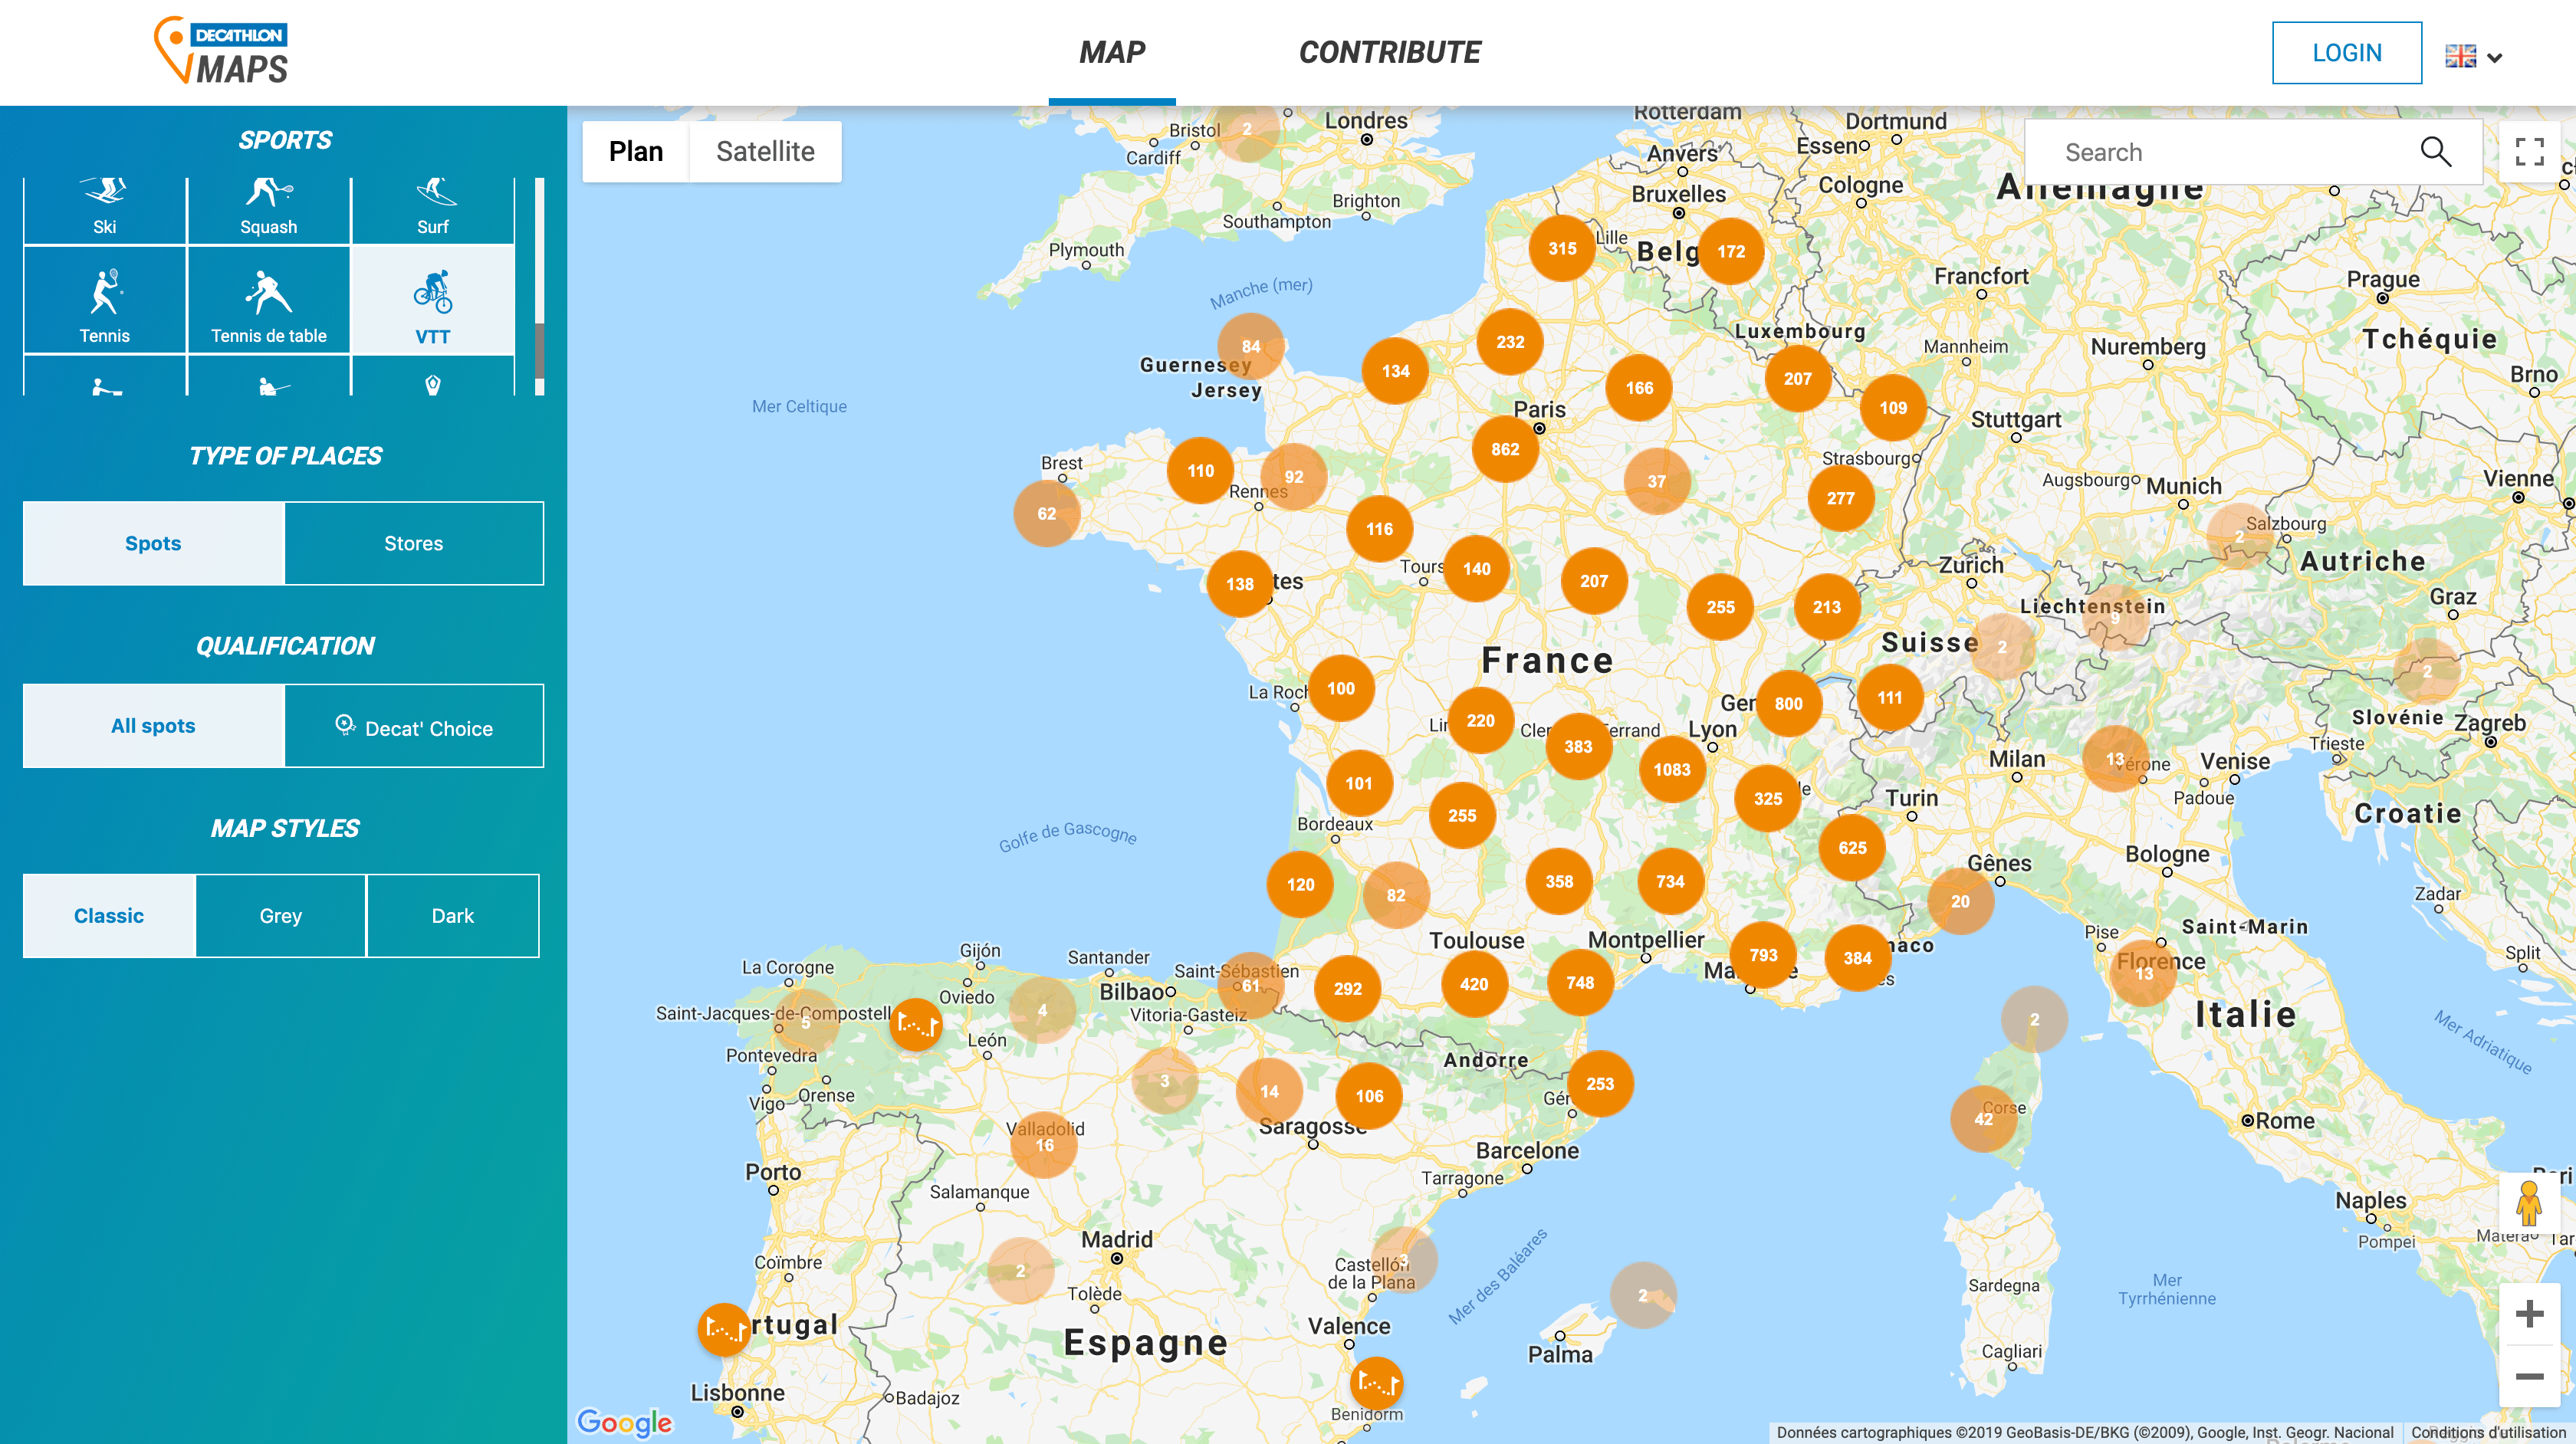 DECATHLON
MAPS
MAP
CONTRIBUTE
LOGIN
SPORTS
Ski
Squash
Surf
Tennis
Tennis de table
VTT
TYPE OF PLACES
Spots
Stores
QUALIFICATION
All spots
Decat' Choice
MAP STYLES
Classic
Grey
Dark
Plan
Satellite
Search
Bristol
2
Londres
Rotterdam
Dortmund
Cardiff
Anvers
Essen
Brighton
Bruxelles
Cologne
Allemagne
Southampton
Plymouth
315
Lille
Belg
172
Francfort
Prague
Manche (mer)
Luxembourg
Tchéquie
84
232
Mannheim
Nuremberg
Guernesey
134
166
207
Brno
Jersey
Mer Celtique
Paris
109
Stuttgart
862
Brest
110
92
Strasbourg
Rennes
37
277
Augsbourg
Munich
Vienne
62
116
Salzbourg
2
Tours
140
Autriche
138
tes
207
Zurich
255
213
Liechtenstein
9
Graz
Suisse
2
France
2
La Roch
100
Ger
800
111
Slovénie
Zagreb
220
Cler
383
errand
Lyon
Trieste
1083
Milan
13
Venise
101
325
Turin
Padoue
255
Croatie
Bordeaux
Golfe de Gascogne
625
Gênes
Bologne
120
82
358
734
20
Zadar
Gijón
Santander
Toulouse
Montpellier
Pise
Saint-Marin
La Corogne
Saint-Sébastien
793
384
naco
Split
Oviedo
Bilbao
61
292
420
748
Florence
13
Saint-Jacques-de-Compostell
5
4
Vitoria-Gasteiz
2
Italie
Mer Adriatique
León
Pontevedra
Andorre
3
14
106
253
Vigo
Orense
42
Corse
Valladolid
16
Saragosse
Rome
Barcelone
Porto
Tarragone
Salamanque
Naples
Madrid
Pompei
Coïmbre
2
Castellón
de la Plana
3
Mer des Baléares
Sardegna
Mer
Tyrrhénienne
Tolède
2
rtugal
Espagne
Valence
Palma
Cagliari
Lisbonne
Badajoz
Benidorm
Google
Données cartographiques ©2019 GeoBasis-DE/BKG (©2009), Google, Inst. Geogr. Nacional
Conditions d'utilisation